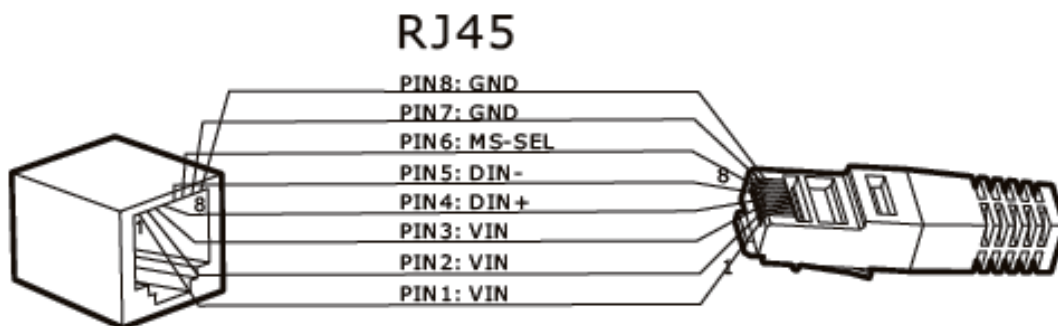 RJ45
PIN8: GND
PIN7: GND
PIN6: MS-SEL
PIN5: DIN-
PIN4: DIN+
PIN3: VIN
PIN2: VIN
PIN1: VIN
8
1
8
1